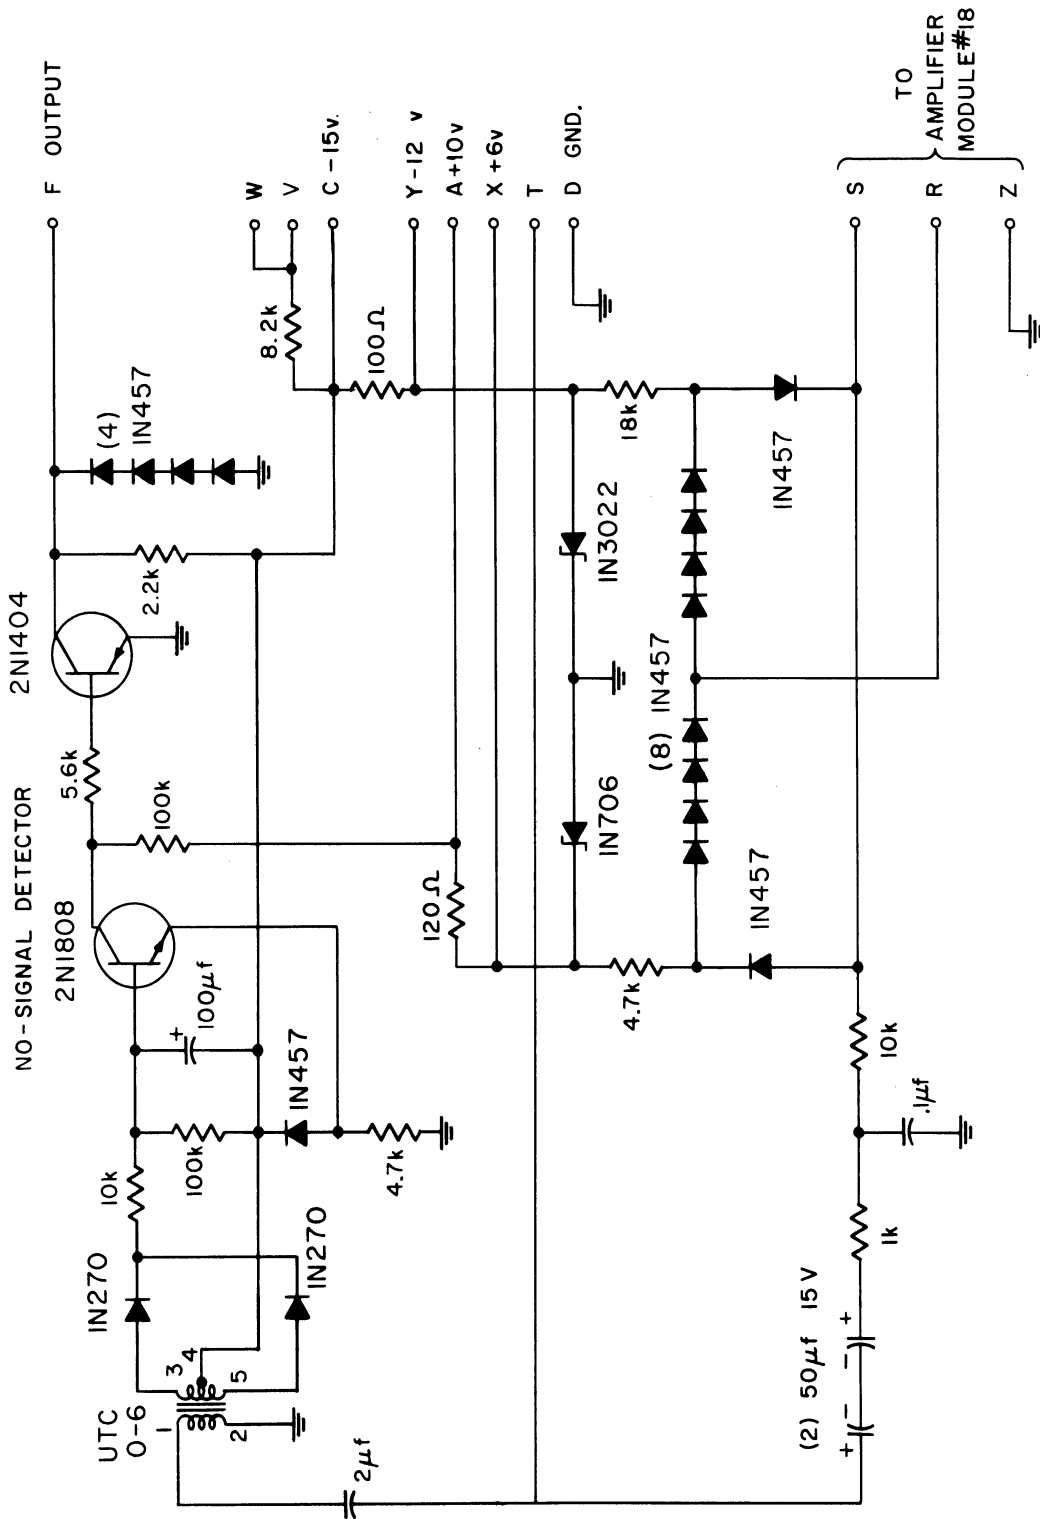 NO-SIGNAL DETECTOR
2N1404
2N1808
F OUTPUT
5.6k
(4)
IN457
IN270
10k
UTC
0-6
1
2
3
4
5
100k
+
100µf
100k
2.2k
W
V
8.2k
C -15v.
100Ω
IN270
IN457
4.7k
2µf
Y -12 v
A +10v
X +6v
T
D GND.
120Ω
IN706
IN3022
4.7k
18k
(8) IN457
IN457
IN457
TO
AMPLIFIER
MODULE #18
S
R
Z
(2) 50µf 15V
+ - - +
1k
10k
.1µf